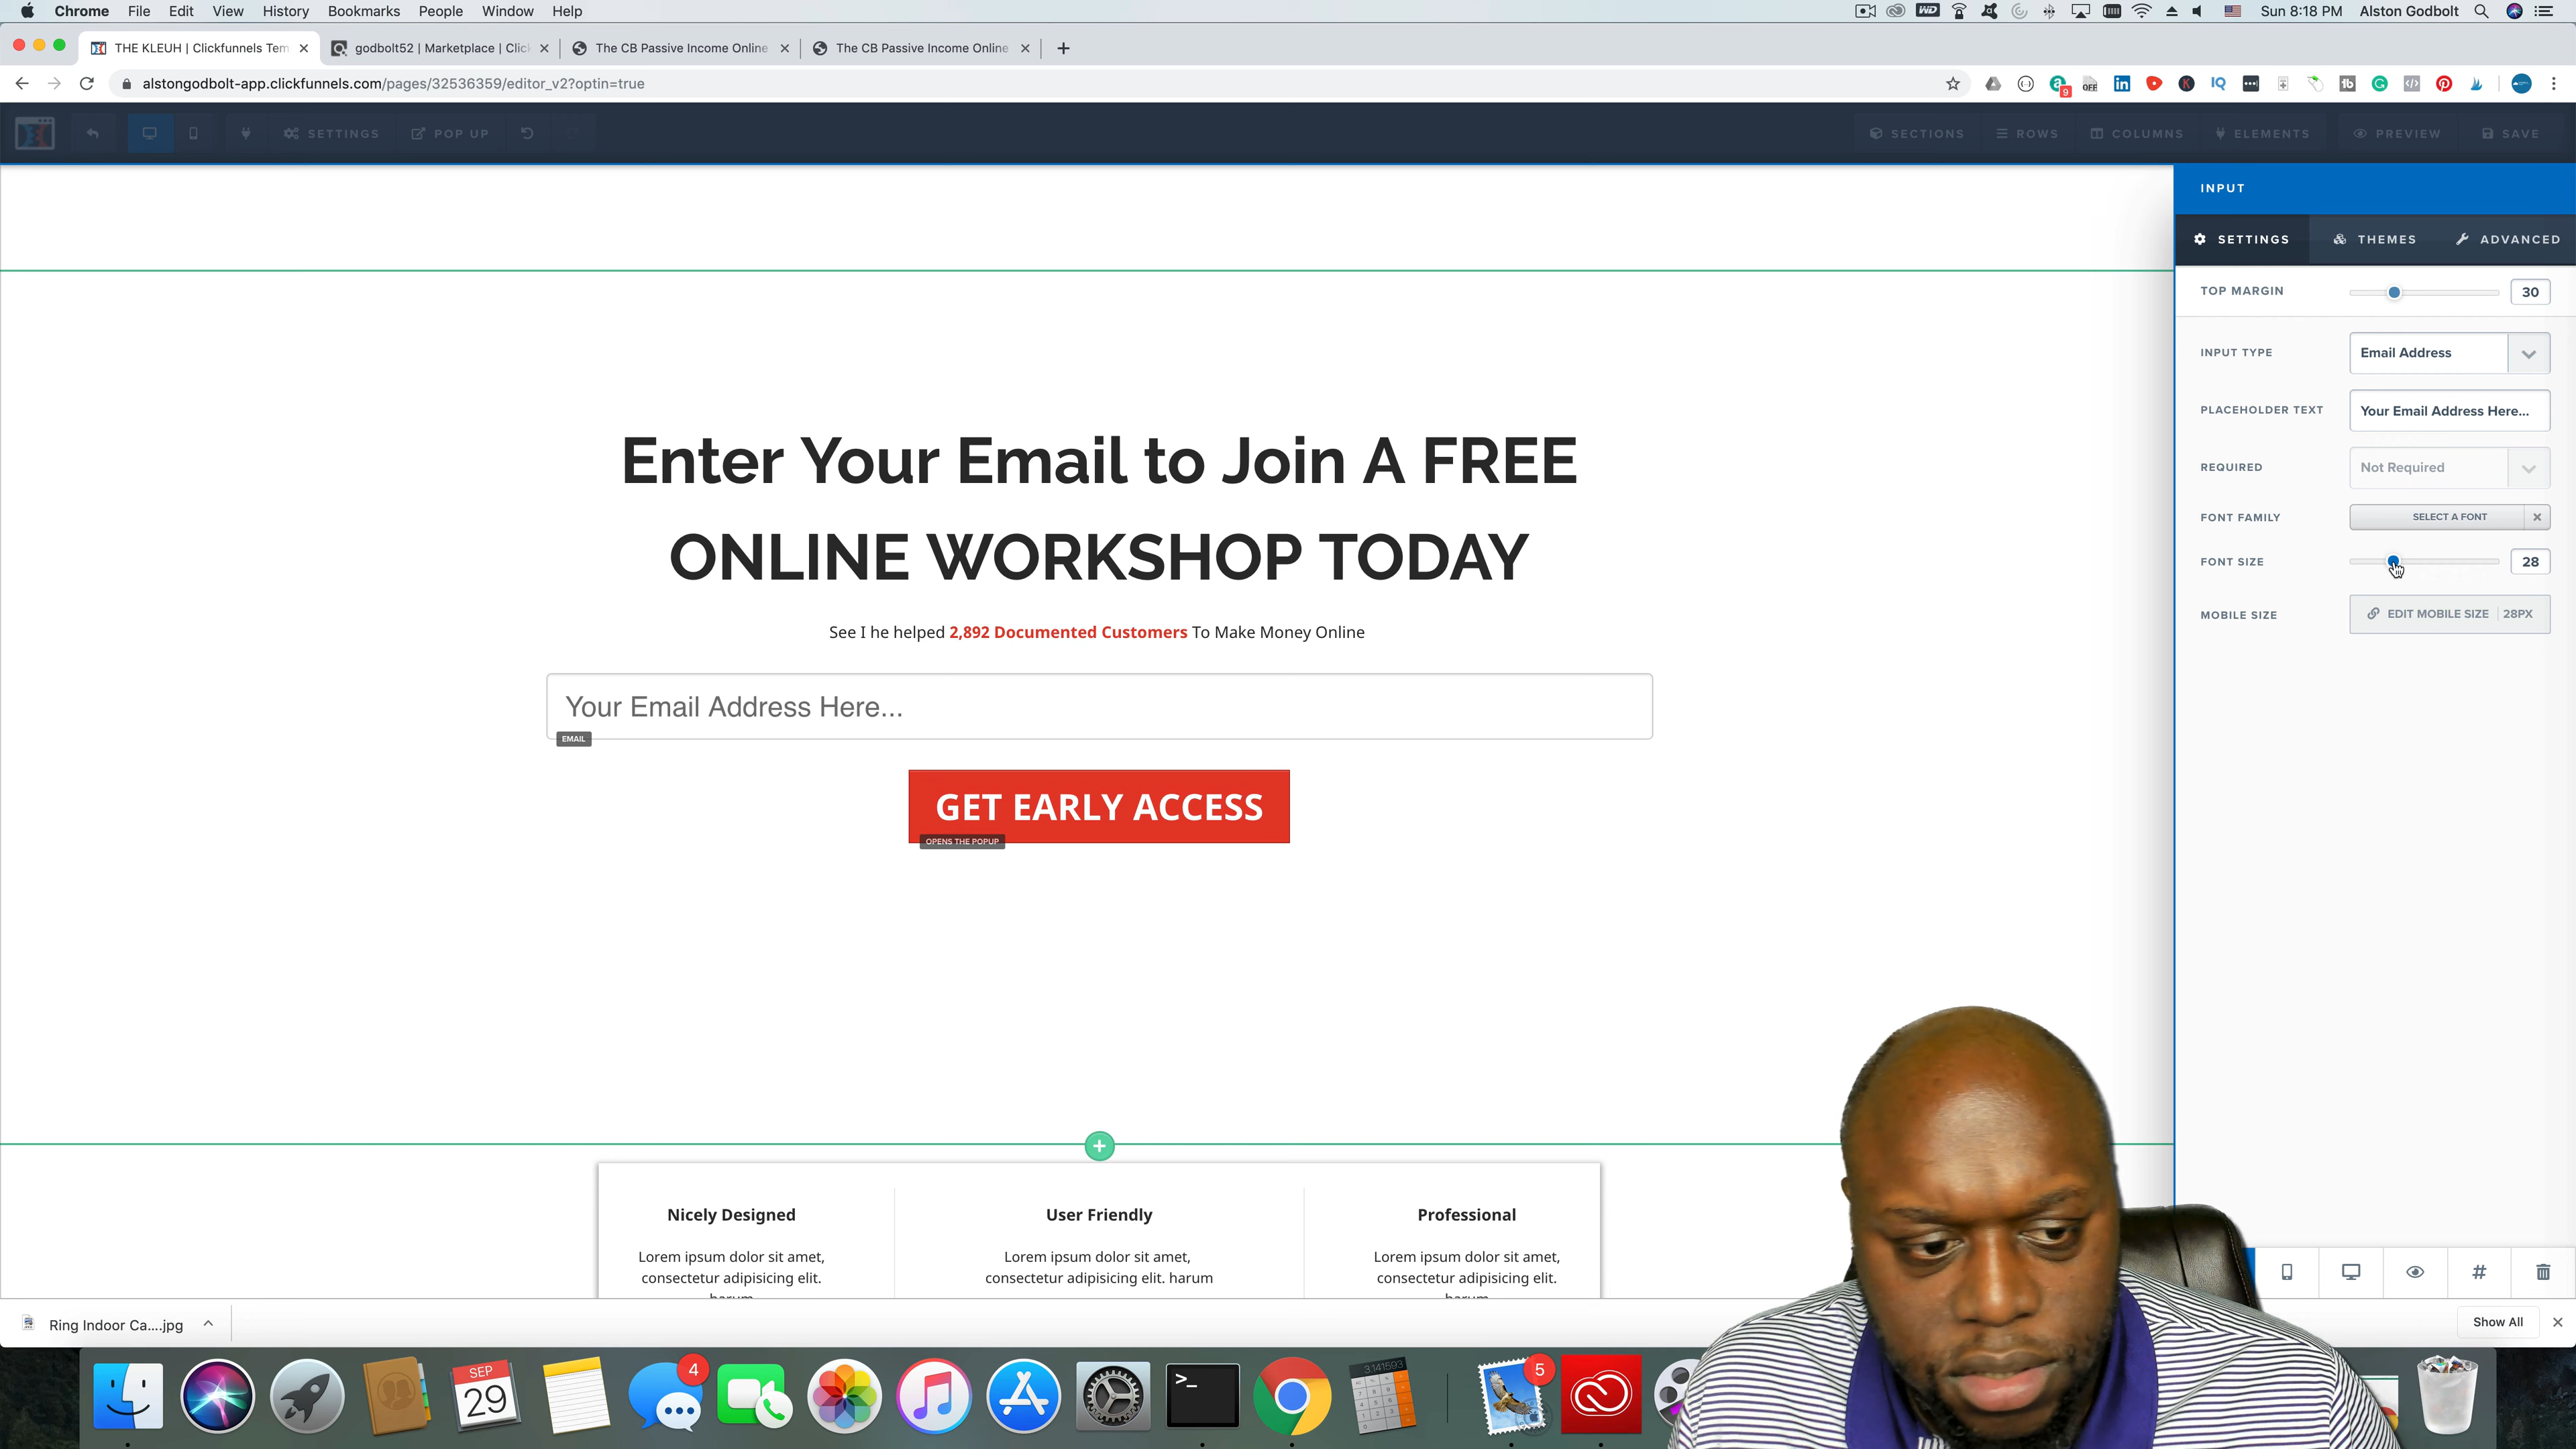 Chrome File Edit View History Bookmarks People Window Help
Sun 8:18 PM Alston Godbolt
THE KLEUH | Clickfunnels Tem
godbolt52 | Marketplace | Clic
The CB Passive Income Online
The CB Passive Income Online
alstongodbolt-app.clickfunnels.com/pages/32536359/editor_v2?optin=true
SETTINGS POP UP SECTIONS ROWS COLUMNS ELEMENTS PREVIEW SAVE
INPUT
SETTINGS THEMES ADVANCED
TOP MARGIN 30
INPUT TYPE Email Address
PLACEHOLDER TEXT Your Email Address Here...
REQUIRED Not Required
FONT FAMILY SELECT A FONT
FONT SIZE 28
MOBILE SIZE EDIT MOBILE SIZE 28PX
Enter Your Email to Join A FREE
ONLINE WORKSHOP TODAY
See I he helped 2,892 Documented Customers To Make Money Online
Your Email Address Here...
EMAIL
GET EARLY ACCESS
OPENS THE POPUP
Nicely Designed
Lorem ipsum dolor sit amet,
consectetur adipisicing elit.
harum
User Friendly
Lorem ipsum dolor sit amet,
consectetur adipisicing elit. harum
Professional
Lorem ipsum dolor sit amet,
consectetur adipisicing elit.
harum
Ring Indoor Ca....jpg
Show All
SEP
29
4
3.141593
5